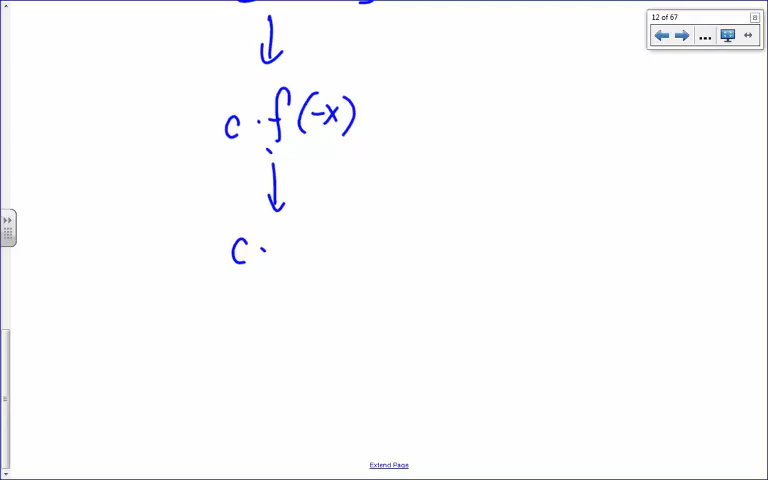 12 of 67
...
c · f(-x)
c ·
Extend Page